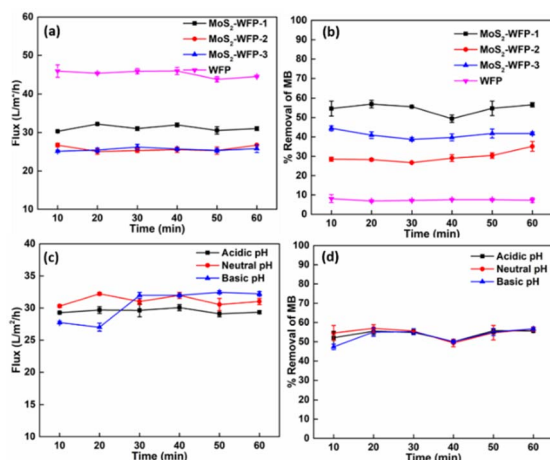 (a)
MoS2-WFP-1
MoS2-WFP-2
MoS2-WFP-3
WFP
60
50
40
30
20
10
Flux (L/m²/h)
10 20 30 40 50 60
Time (min)
(b)
MoS2-WFP-1
MoS2-WFP-2
MoS2-WFP-3
WFP
100
90
80
70
60
50
40
30
20
10
0
% Removal of MB
10 20 30 40 50 60
Time (min)
(c)
Acidic pH
Neutral pH
Basic pH
40
35
30
25
20
15
10
Flux (L/m²/h)
10 20 30 40 50 60
Time (min)
(d)
Acidic pH
Neutral pH
Basic pH
100
90
80
70
60
50
40
30
20
10
0
% Removal of MB
10 20 30 40 50 60
Time (min)